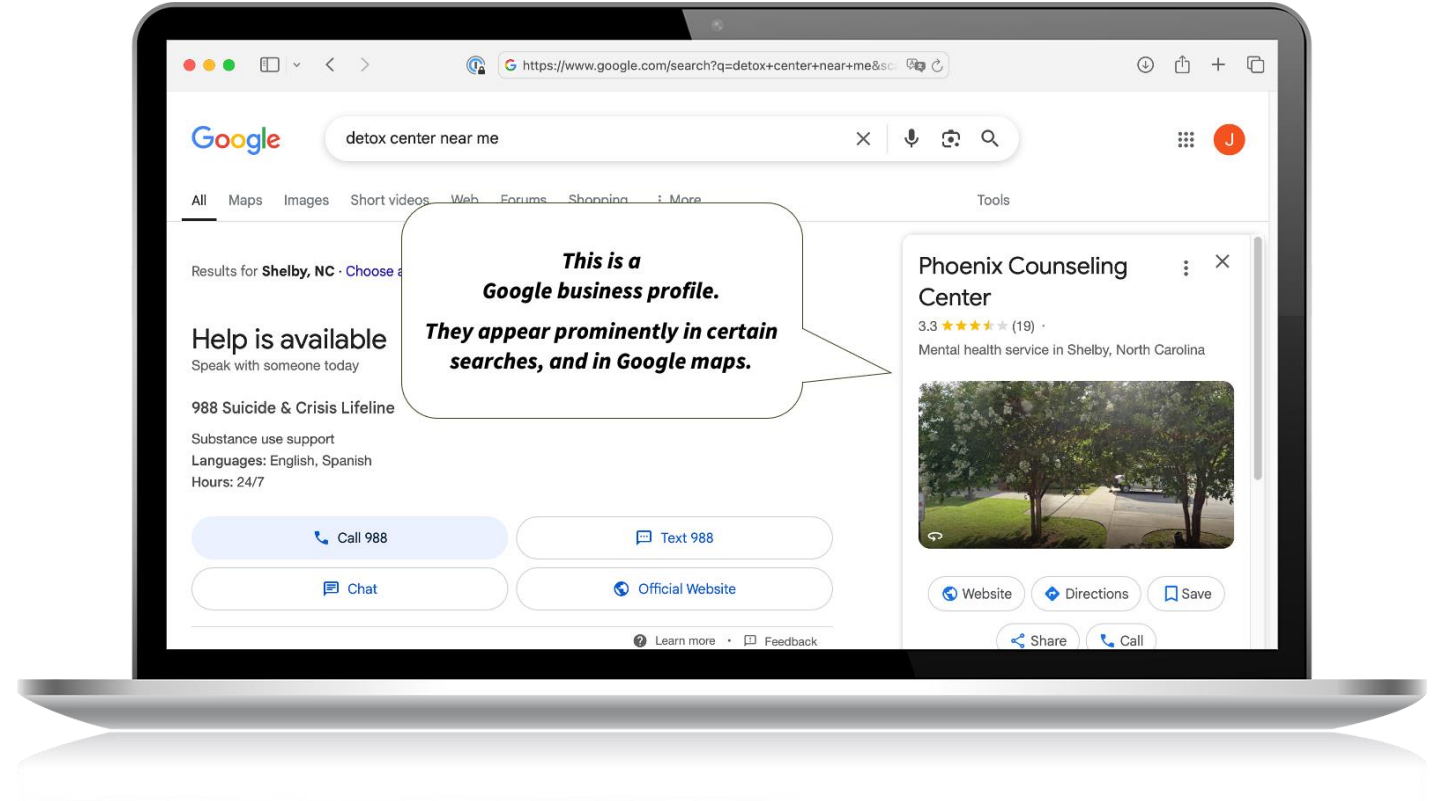 https://www.google.com/search?q=detox+center+near+me&sc
Google
detox center near me
J
All Maps Images Short videos Web Forums Shopping More Tools
Results for Shelby, NC · Choose a
Help is available
Speak with someone today
988 Suicide & Crisis Lifeline
Substance use support
Languages: English, Spanish
Hours: 24/7
Call 988
Text 988
Chat
Official Website
Learn more · Feedback
This is a
Google business profile.
They appear prominently in certain
searches, and in Google maps.
Phoenix Counseling
Center
3.3 (19) ·
Mental health service in Shelby, North Carolina
Website Directions Save
Share Call